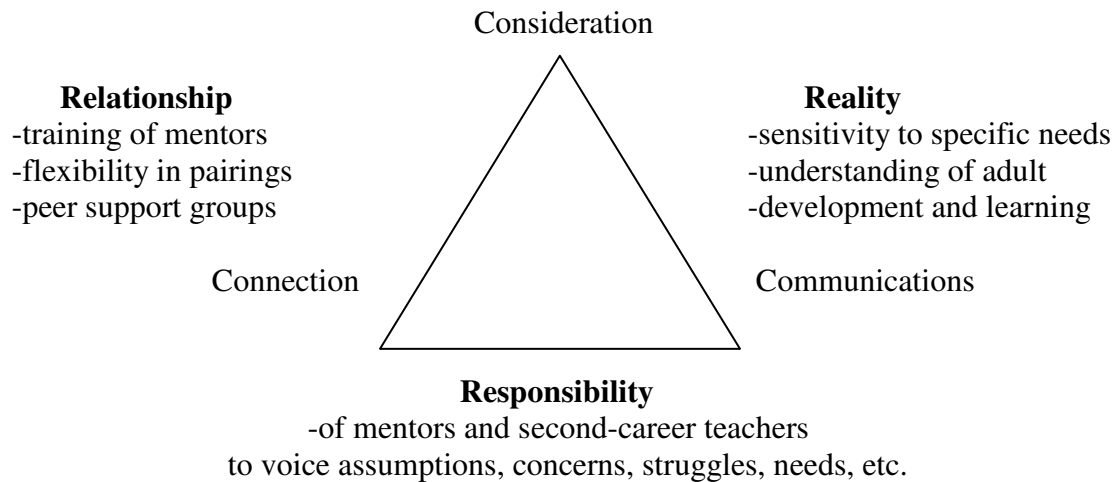 Consideration
Relationship
-training of mentors
-flexibility in pairings
-peer support groups
Reality
-sensitivity to specific needs
-understanding of adult
-development and learning
Connection
Communications
Responsibility
-of mentors and second-career teachers
to voice assumptions, concerns, struggles, needs, etc.